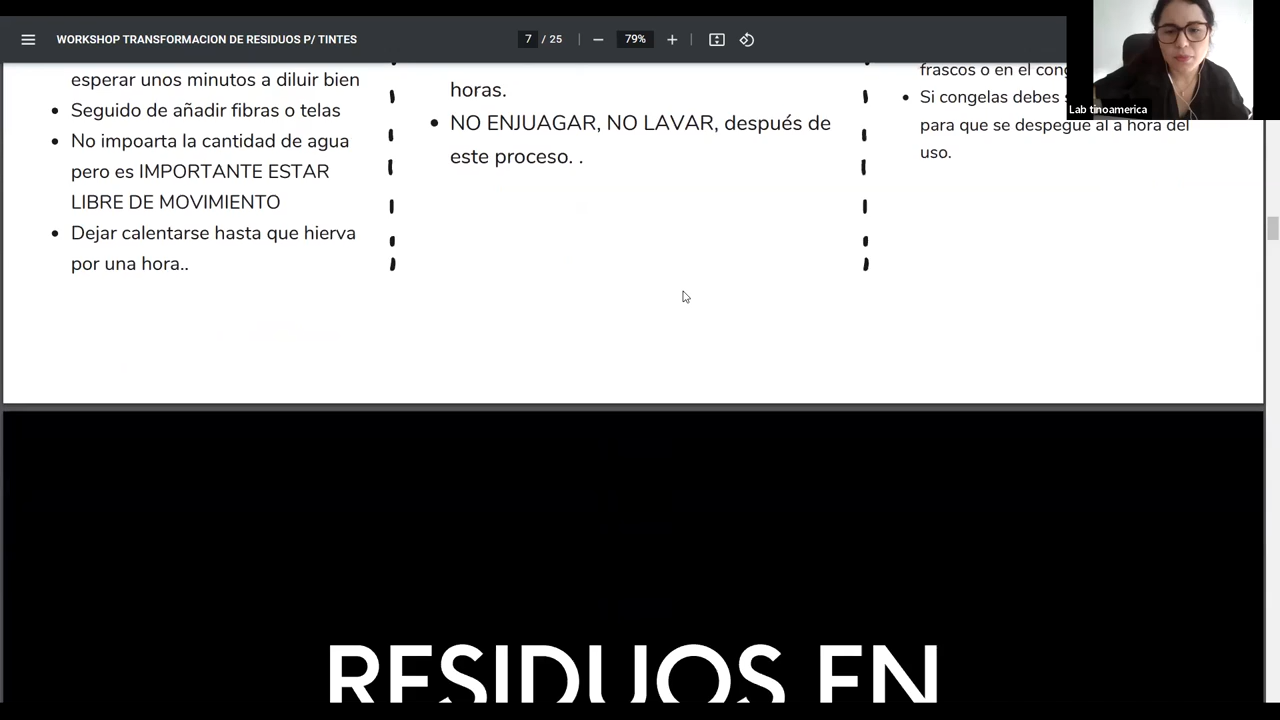 WORKSHOP TRANSFORMACION DE RESIDUOS P/ TINTES
7 / 25
79%
Lab tinoamerica
esperar unos minutos a diluir bien
• Seguido de añadir fibras o telas
• No impoarta la cantidad de agua
pero es IMPORTANTE ESTAR
LIBRE DE MOVIMIENTO
• Dejar calentarse hasta que hierva
por una hora..
horas.
• NO ENJUAGAR, NO LAVAR, después de
este proceso. .
frascos o en el
• Si congelas debes
para que se despegue al a hora del
uso.
RESIDUOS EN